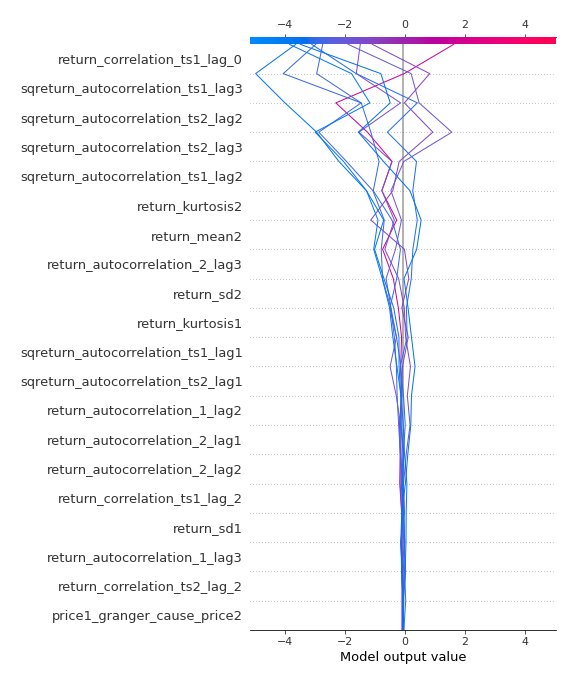 −4 −2 0 2 4
return_correlation_ts1_lag_0
sqreturn_autocorrelation_ts1_lag3
sqreturn_autocorrelation_ts2_lag2
sqreturn_autocorrelation_ts2_lag3
sqreturn_autocorrelation_ts1_lag2
return_kurtosis2
return_mean2
return_autocorrelation_2_lag3
return_sd2
return_kurtosis1
sqreturn_autocorrelation_ts1_lag1
sqreturn_autocorrelation_ts2_lag1
return_autocorrelation_1_lag2
return_autocorrelation_2_lag1
return_autocorrelation_2_lag2
return_correlation_ts1_lag_2
return_sd1
return_autocorrelation_1_lag3
return_correlation_ts2_lag_2
price1_granger_cause_price2
−4 −2 0 2 4
Model output value